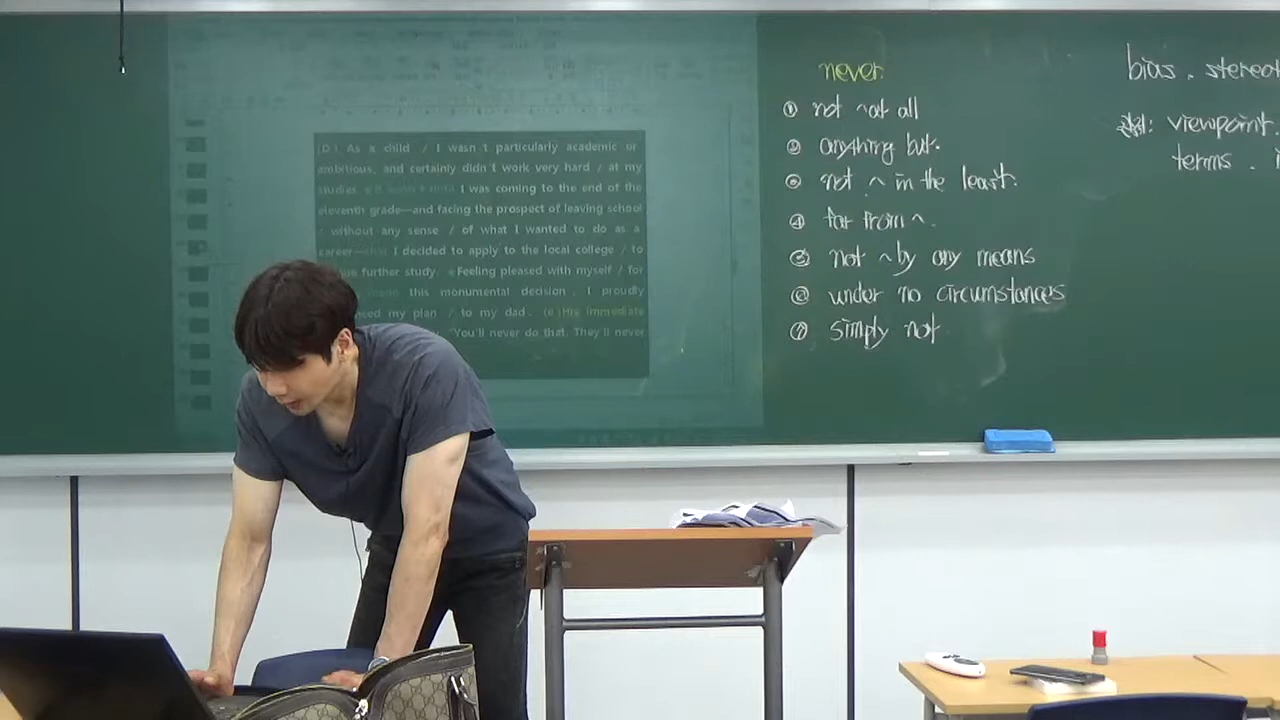 (D) As a child / I wasn't particularly academic or
ambitious, and certainly didn't work very hard / at my
studies. I was coming to the end of the
eleventh grade—and facing the prospect of leaving school
/ without any sense / of what I wanted to do as a
career— I decided to apply to the local college / to
further study. Feeling pleased with myself / for
this monumental decision, I proudly
my plan / to my dad. (e) His immediate
"You'll never do that. They'll never
never.
① not ~at all
② anything but.
③ not ~ in the least.
④ far from ~.
⑤ not ~by any means
⑥ under no circumstances
⑦ simply not
bias. stereot
: viewpoint.
terms.